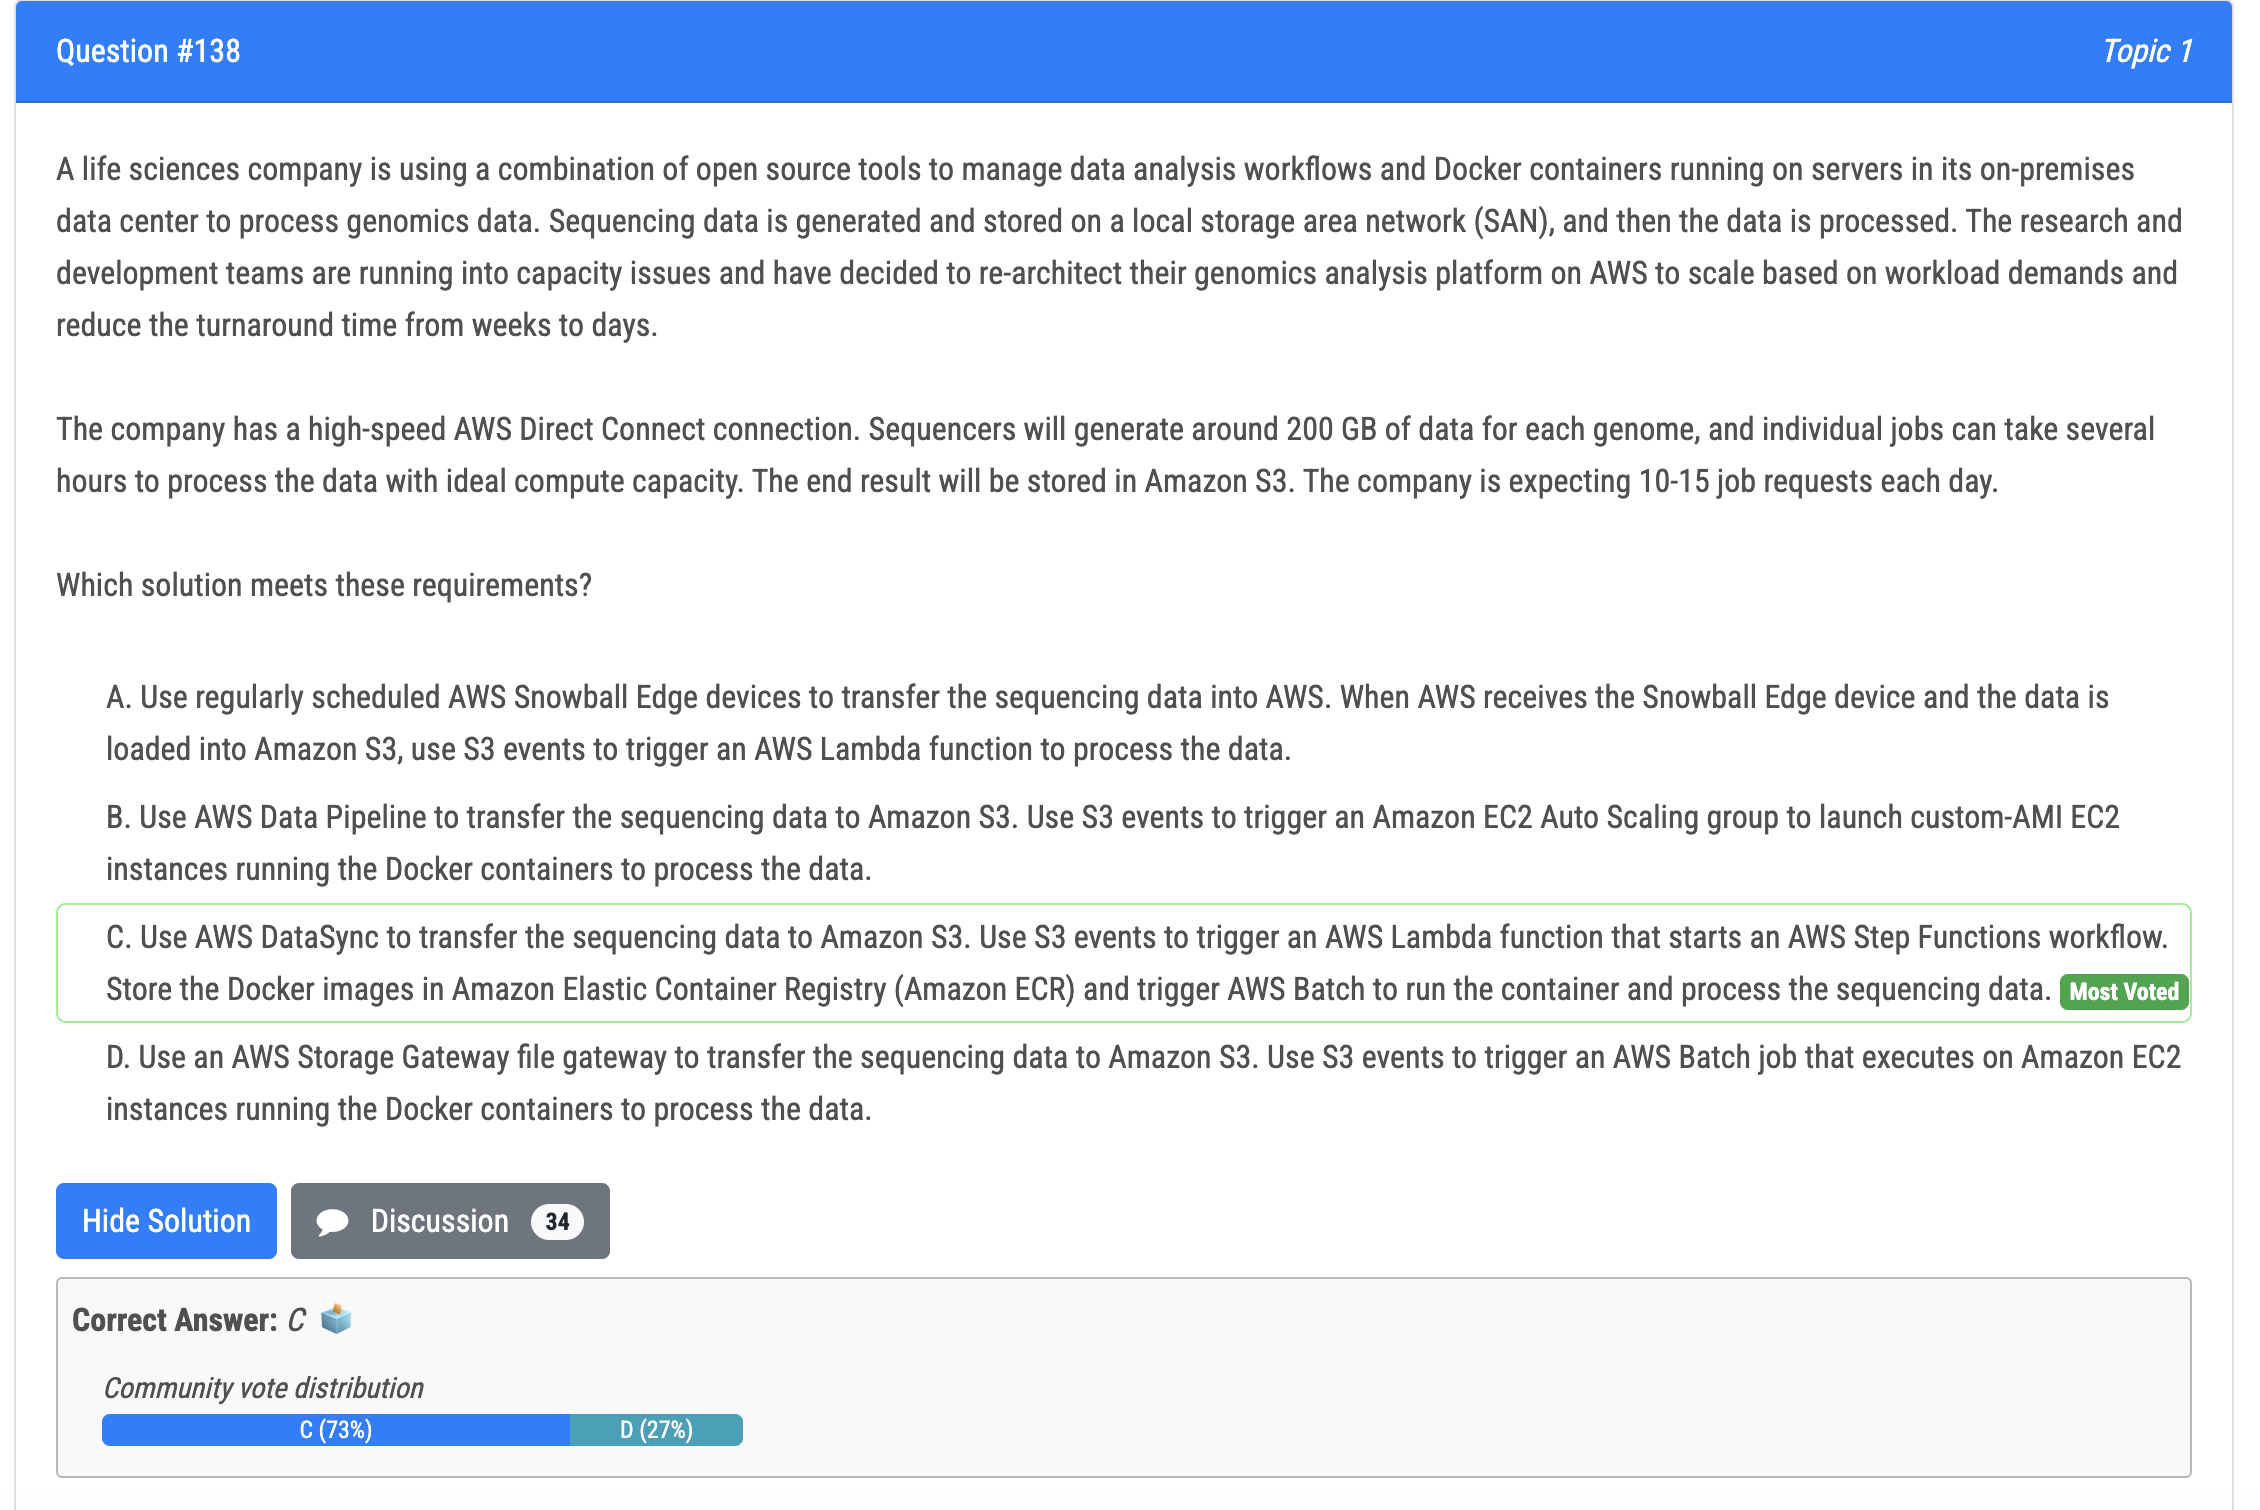 Question #138
Topic 1
A life sciences company is using a combination of open source tools to manage data analysis workflows and Docker containers running on servers in its on-premises
data center to process genomics data. Sequencing data is generated and stored on a local storage area network (SAN), and then the data is processed. The research and
development teams are running into capacity issues and have decided to re-architect their genomics analysis platform on AWS to scale based on workload demands and
reduce the turnaround time from weeks to days.
The company has a high-speed AWS Direct Connect connection. Sequencers will generate around 200 GB of data for each genome, and individual jobs can take several
hours to process the data with ideal compute capacity. The end result will be stored in Amazon S3. The company is expecting 10-15 job requests each day.
Which solution meets these requirements?
A. Use regularly scheduled AWS Snowball Edge devices to transfer the sequencing data into AWS. When AWS receives the Snowball Edge device and the data is
loaded into Amazon S3, use S3 events to trigger an AWS Lambda function to process the data.
B. Use AWS Data Pipeline to transfer the sequencing data to Amazon S3. Use S3 events to trigger an Amazon EC2 Auto Scaling group to launch custom-AMI EC2
instances running the Docker containers to process the data.
C. Use AWS DataSync to transfer the sequencing data to Amazon S3. Use S3 events to trigger an AWS Lambda function that starts an AWS Step Functions workflow.
Store the Docker images in Amazon Elastic Container Registry (Amazon ECR) and trigger AWS Batch to run the container and process the sequencing data. Most Voted
D. Use an AWS Storage Gateway file gateway to transfer the sequencing data to Amazon S3. Use S3 events to trigger an AWS Batch job that executes on Amazon EC2
instances running the Docker containers to process the data.
Hide Solution
Discussion 34
Correct Answer: C
Community vote distribution
C (73%)
D (27%)